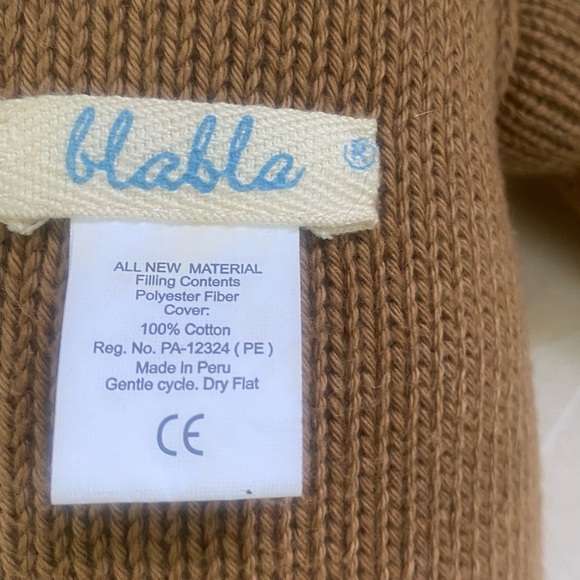 blabla ®
ALL NEW MATERIAL
Filling Contents
Polyester Fiber
Cover:
100% Cotton
Reg. No. PA-12324 ( PE )
Made in Peru
Gentle cycle. Dry Flat
CE